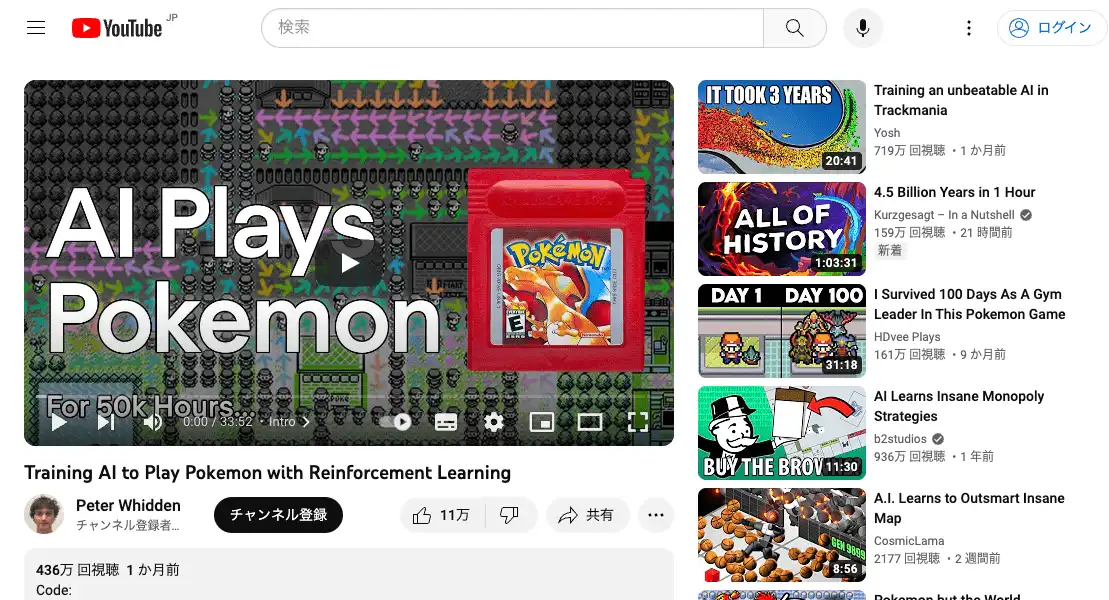 YouTube JP
検索
ログイン
AI Plays
Pokemon
For 50k Hours...
POKéMON
EVERYONE
E
Nintendo
0:00 / 33:52 ・ Intro
Training AI to Play Pokemon with Reinforcement Learning
Peter Whidden
チャンネル登録者...
チャンネル登録
11万
共有
436万 回視聴 1 か月前
Code:
IT TOOK 3 YEARS
20:41
Training an unbeatable AI in
Trackmania
Yosh
719万 回視聴 ・1 か月前
ALL OF
HISTORY
1:03:31
4.5 Billion Years in 1 Hour
Kurzgesagt – In a Nutshell
159万 回視聴 ・21 時間前
新着
DAY 1 DAY 100
31:18
I Survived 100 Days As A Gym
Leader In This Pokemon Game
HDvee Plays
161万 回視聴 ・9 か月前
BUY THE BROWNES
11:30
AI Learns Insane Monopoly
Strategies
b2studios
936万 回視聴 ・1 年前
GEN 9899
8:56
A.I. Learns to Outsmart Insane
Map
CosmicLama
2177 回視聴 ・2 週間前
Pokemon but the World